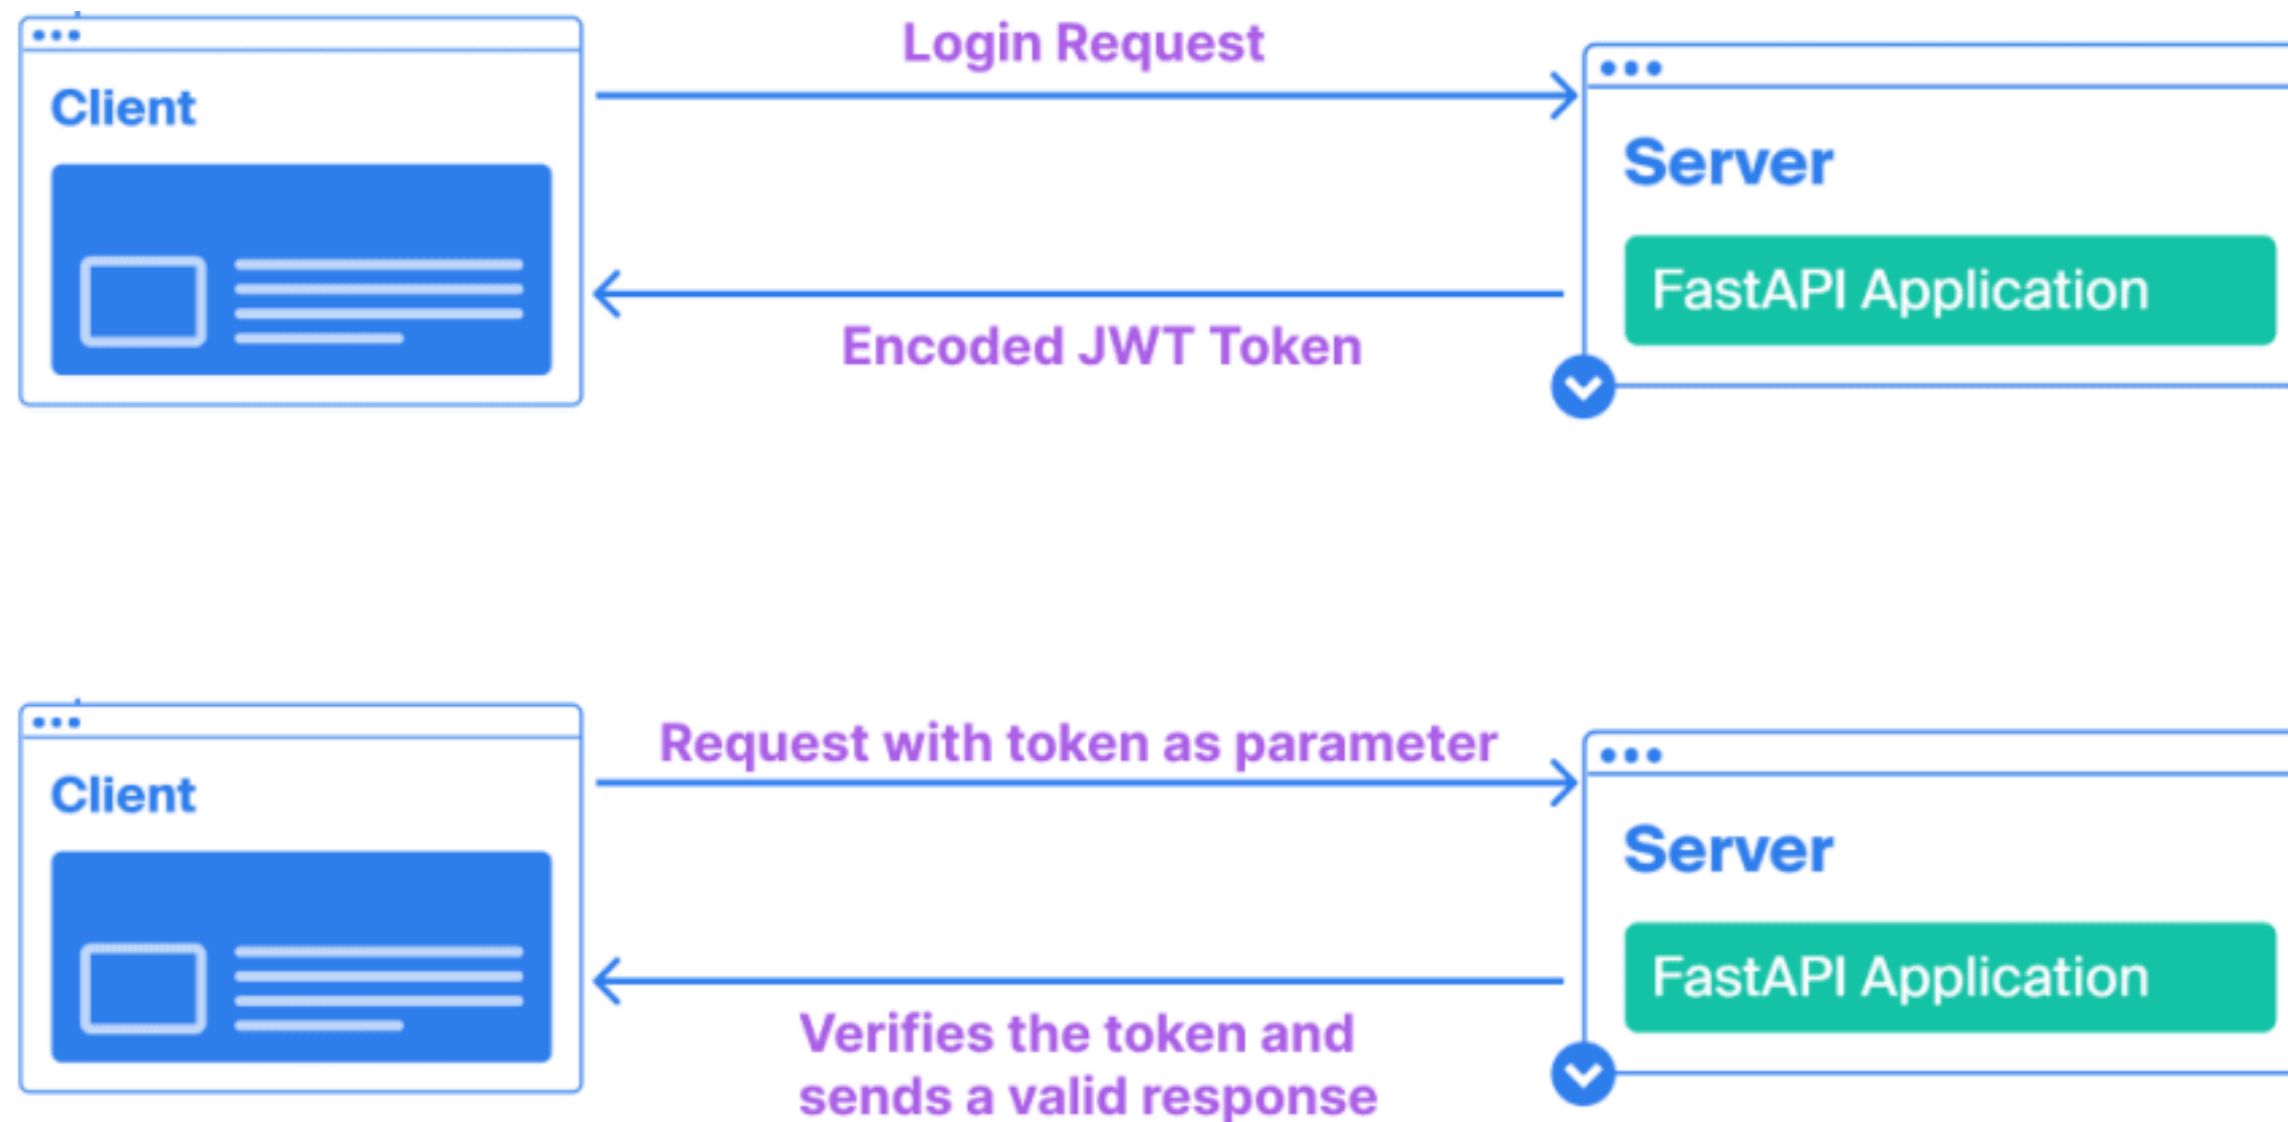 Login Request
Client
Server
FastAPI Application
Encoded JWT Token
Request with token as parameter
Client
Server
FastAPI Application
Verifies the token and
sends a valid response